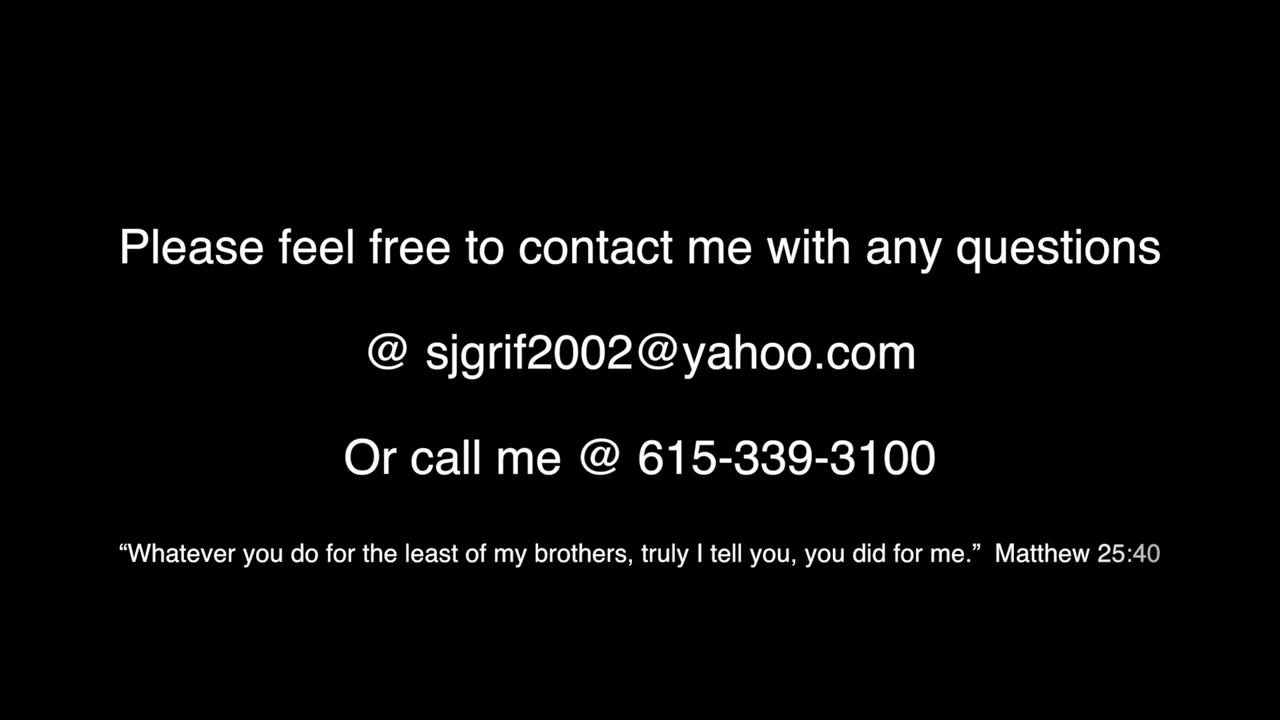 Please feel free to contact me with any questions
@ sjgrif2002@yahoo.com
Or call me @ 615-339-3100
“Whatever you do for the least of my brothers, truly I tell you, you did for me.”  Matthew 25:40